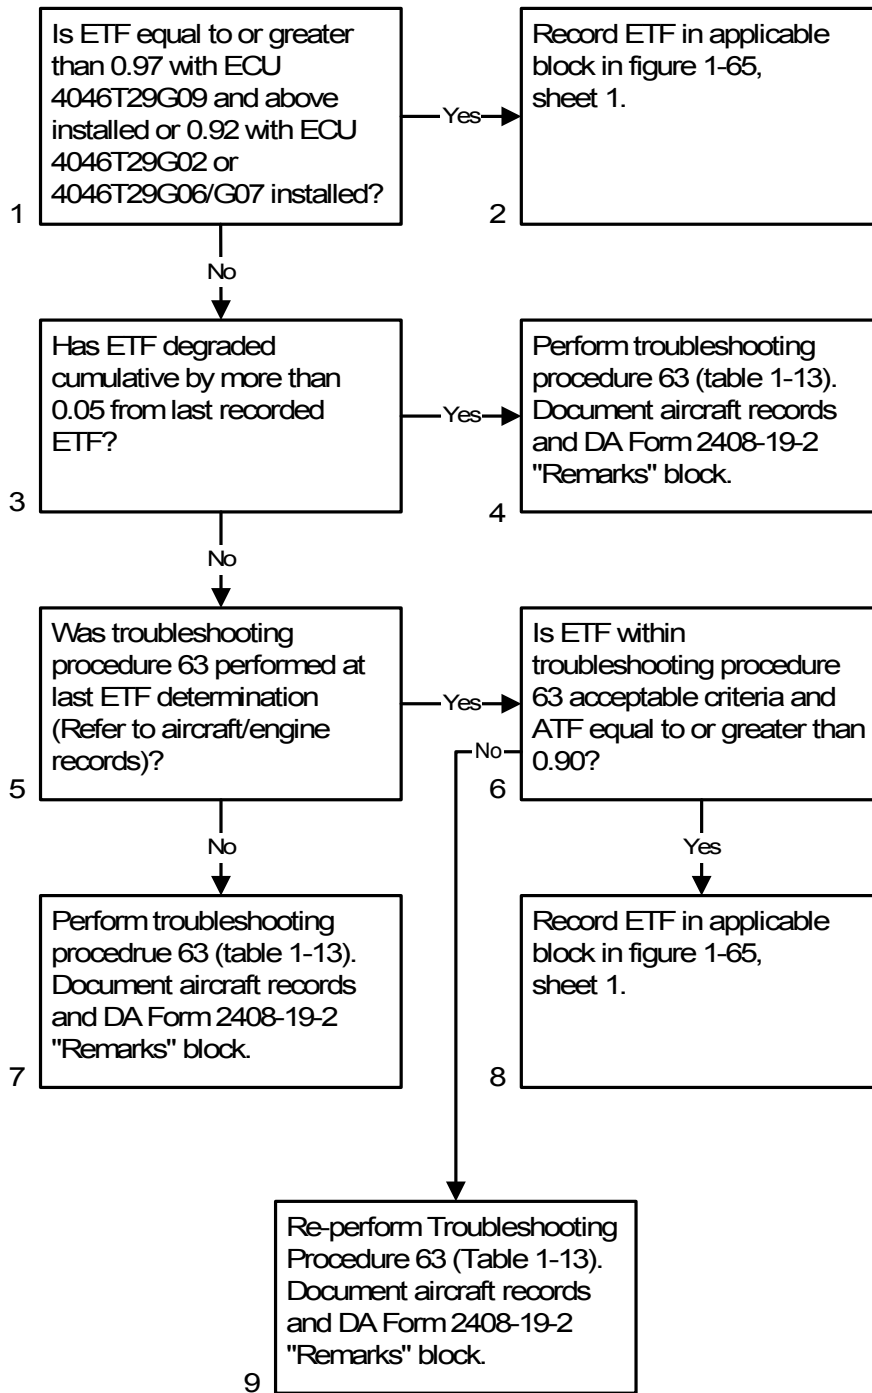 Is ETF equal to or greater
than 0.97 with ECU
4046T29G09 and above
installed or 0.92 with ECU
4046T29G02 or
4046T29G06/G07 installed?
1
Yes
Record ETF in applicable
block in figure 1-65,
sheet 1.
2
No
Has ETF degraded
cumulative by more than
0.05 from last recorded
ETF?
3
Yes
Perform troubleshooting
procedure 63 (table 1-13).
Document aircraft records
and DA Form 2408-19-2
"Remarks" block.
4
No
Was troubleshooting
procedure 63 performed at
last ETF determination
(Refer to aircraft/engine
records)?
5
Yes
Is ETF within
troubleshooting procedure
63 acceptable criteria and
ATF equal to or greater than
0.90?
6
No
No
Yes
Perform troubleshooting
procedrue 63 (table 1-13).
Document aircraft records
and DA Form 2408-19-2
"Remarks" block.
7
Record ETF in applicable
block in figure 1-65,
sheet 1.
8
Re-perform Troubleshooting
Procedure 63 (Table 1-13).
Document aircraft records
and DA Form 2408-19-2
"Remarks" block.
9